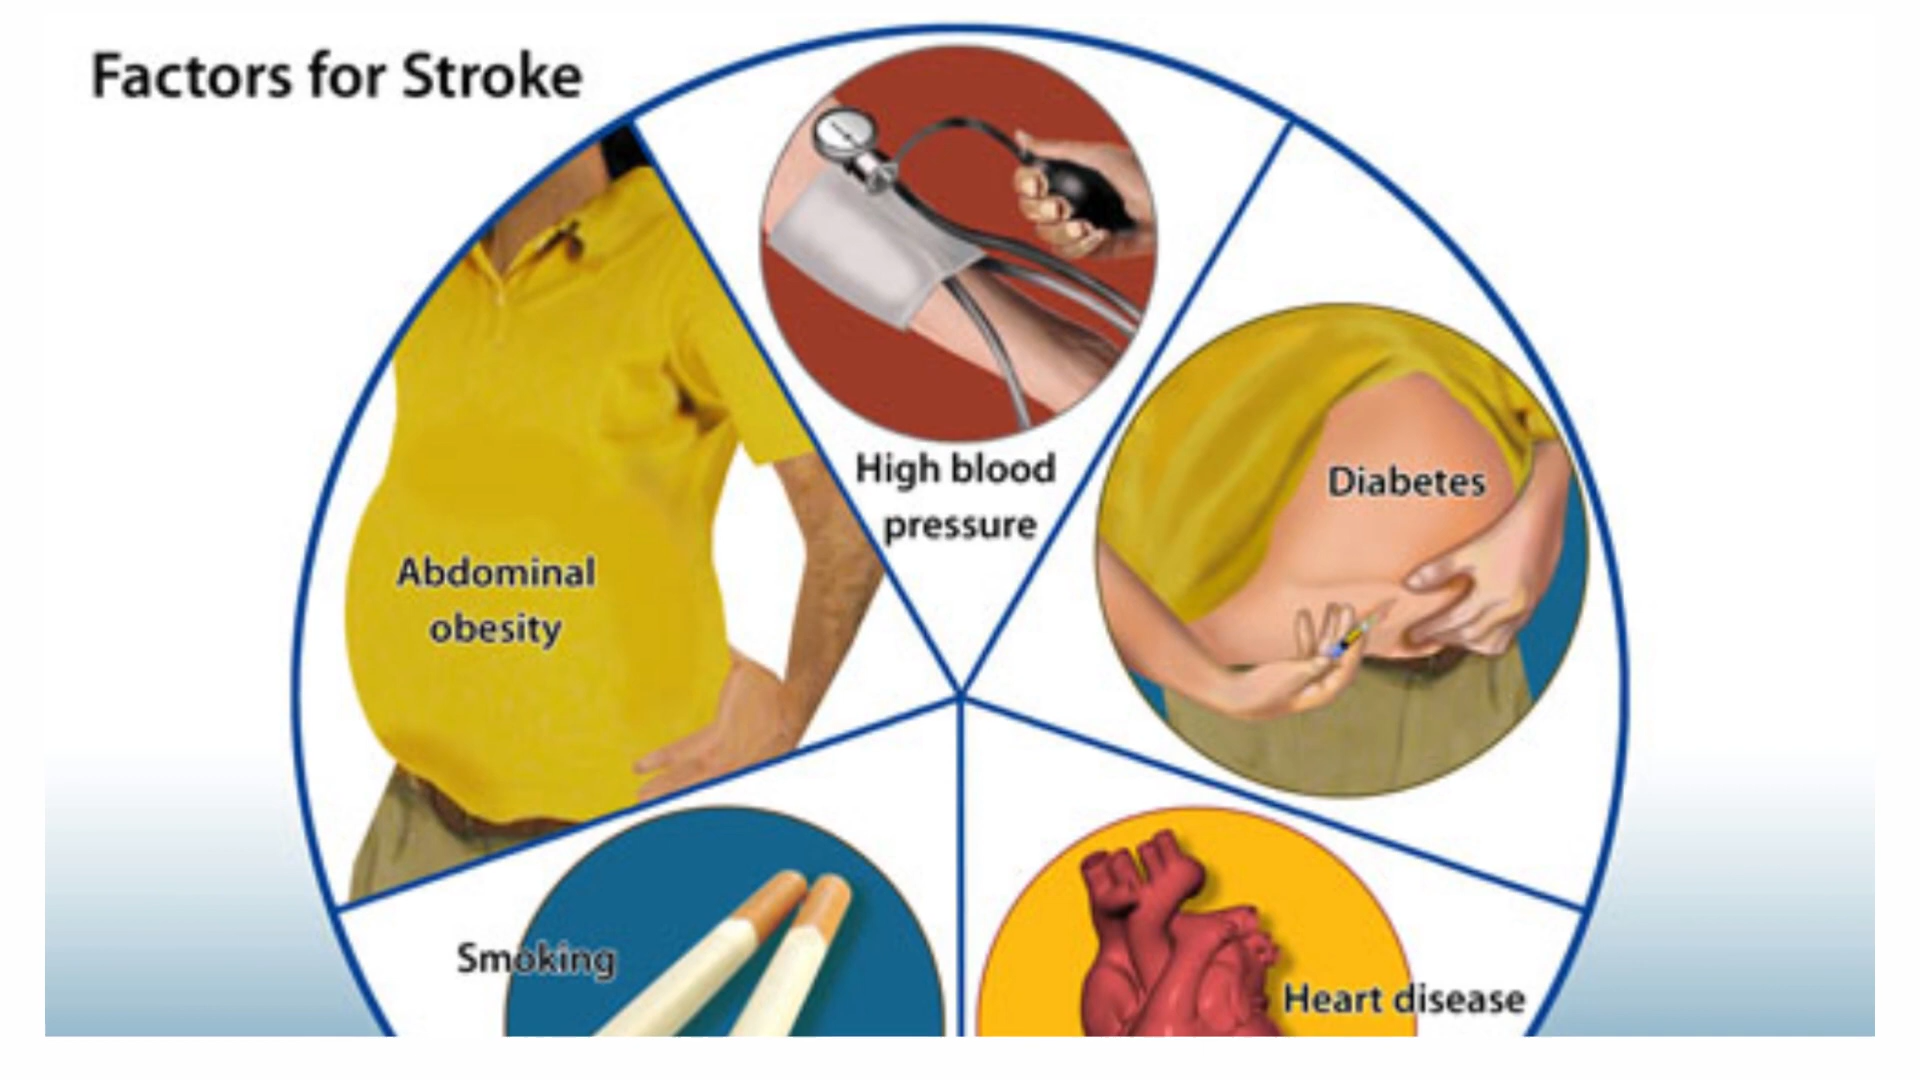 Factors for Stroke
High blood
pressure
Diabetes
Abdominal
obesity
Smoking
Heart disease